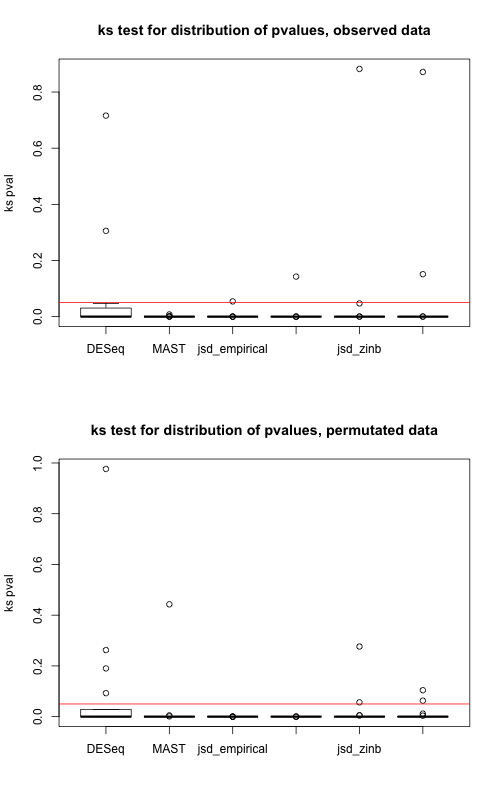 ks test for distribution of pvalues, observed data
ks pval
0.8
0.6
0.4
0.2
0.0
DESeq MAST jsd_empirical jsd_zinb
ks test for distribution of pvalues, permutated data
ks pval
1.0
0.8
0.6
0.4
0.2
0.0
DESeq MAST jsd_empirical jsd_zinb